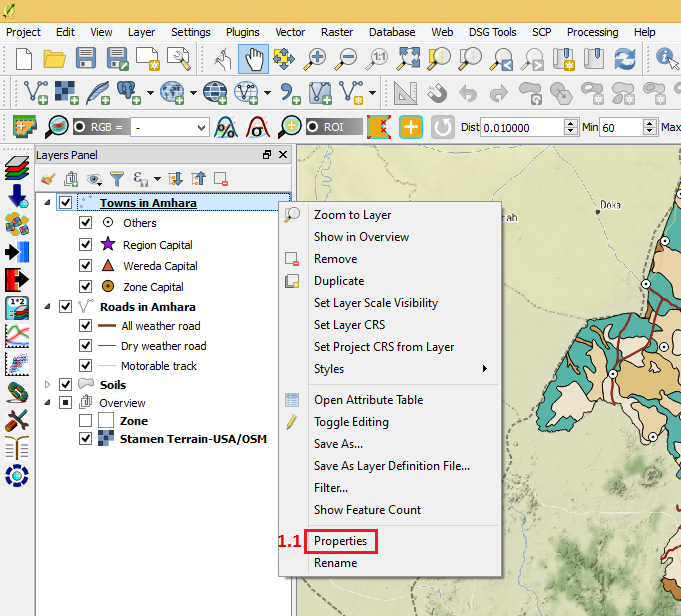 Project Edit View Layer Settings Plugins Vector Raster Database Web DSG Tools SCP Processing Help
1:1
RGB = - ROI Dist 0.010000 Min 60 Max
Layers Panel
Towns in Amhara
Others
Region Capital
Wereda Capital
Zone Capital
Roads in Amhara
All weather road
Dry weather road
Motorable track
Soils
Overview
Zone
Stamen Terrain-USA/OSM
Zoom to Layer
Show in Overview
Remove
Duplicate
Set Layer Scale Visibility
Set Layer CRS
Set Project CRS from Layer
Styles
Open Attribute Table
Toggle Editing
Save As...
Save As Layer Definition File...
Filter...
Show Feature Count
1.1 Properties
Rename
Doka